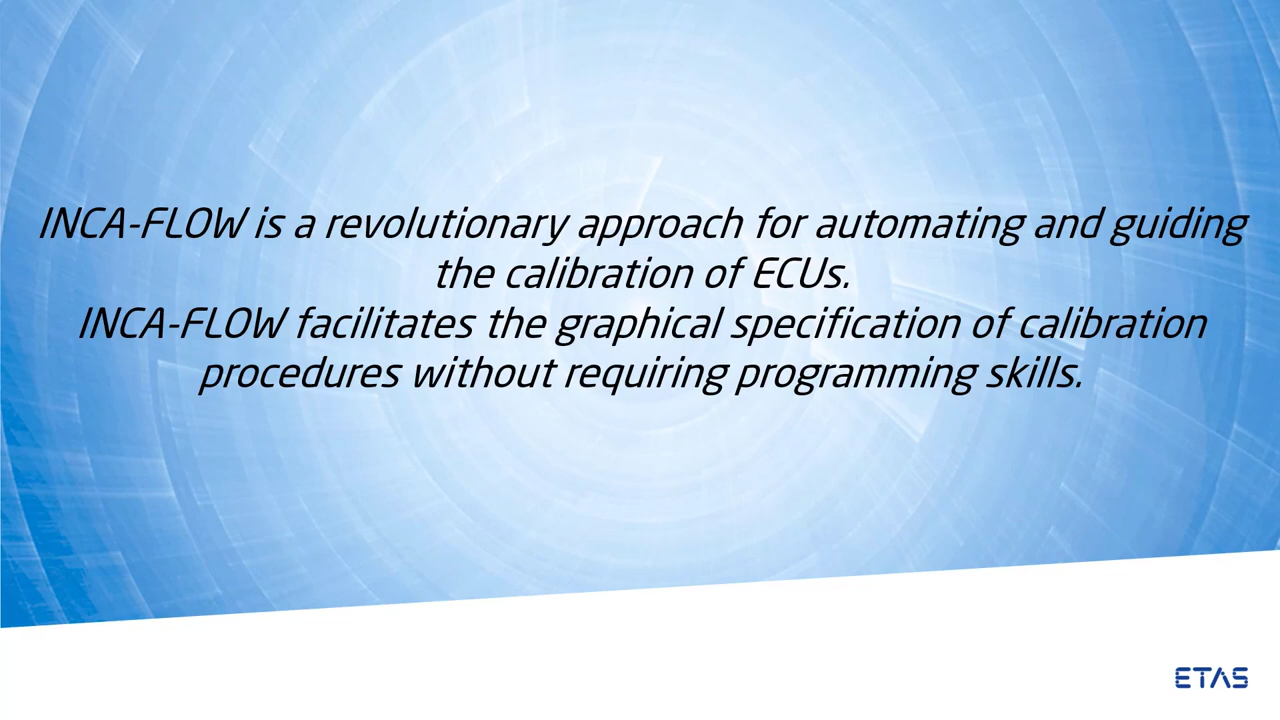 INCA-FLOW is a revolutionary approach for automating and guiding
the calibration of ECUs.
INCA-FLOW facilitates the graphical specification of calibration
procedures without requiring programming skills.
ETAS